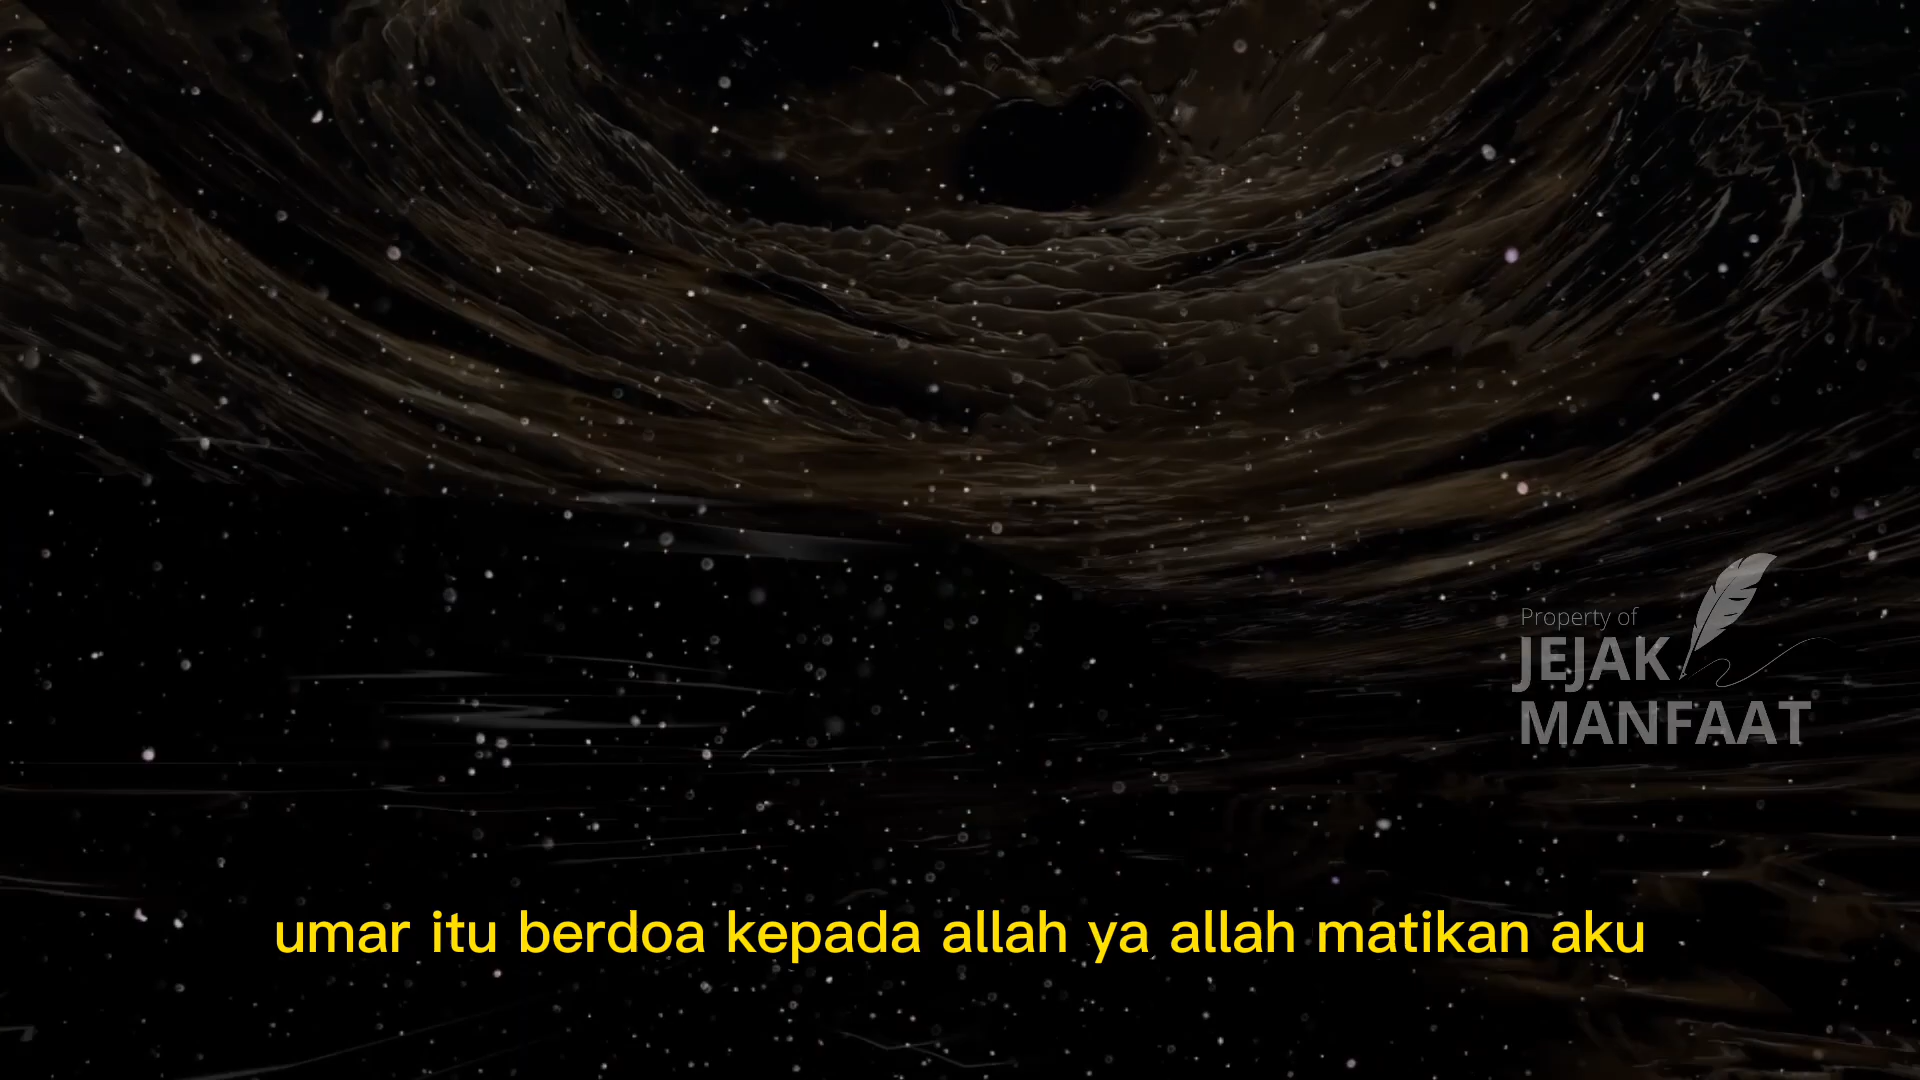 Property of
JEJAK
MANFAAT
umar itu berdoa kepada allah ya allah matikan aku